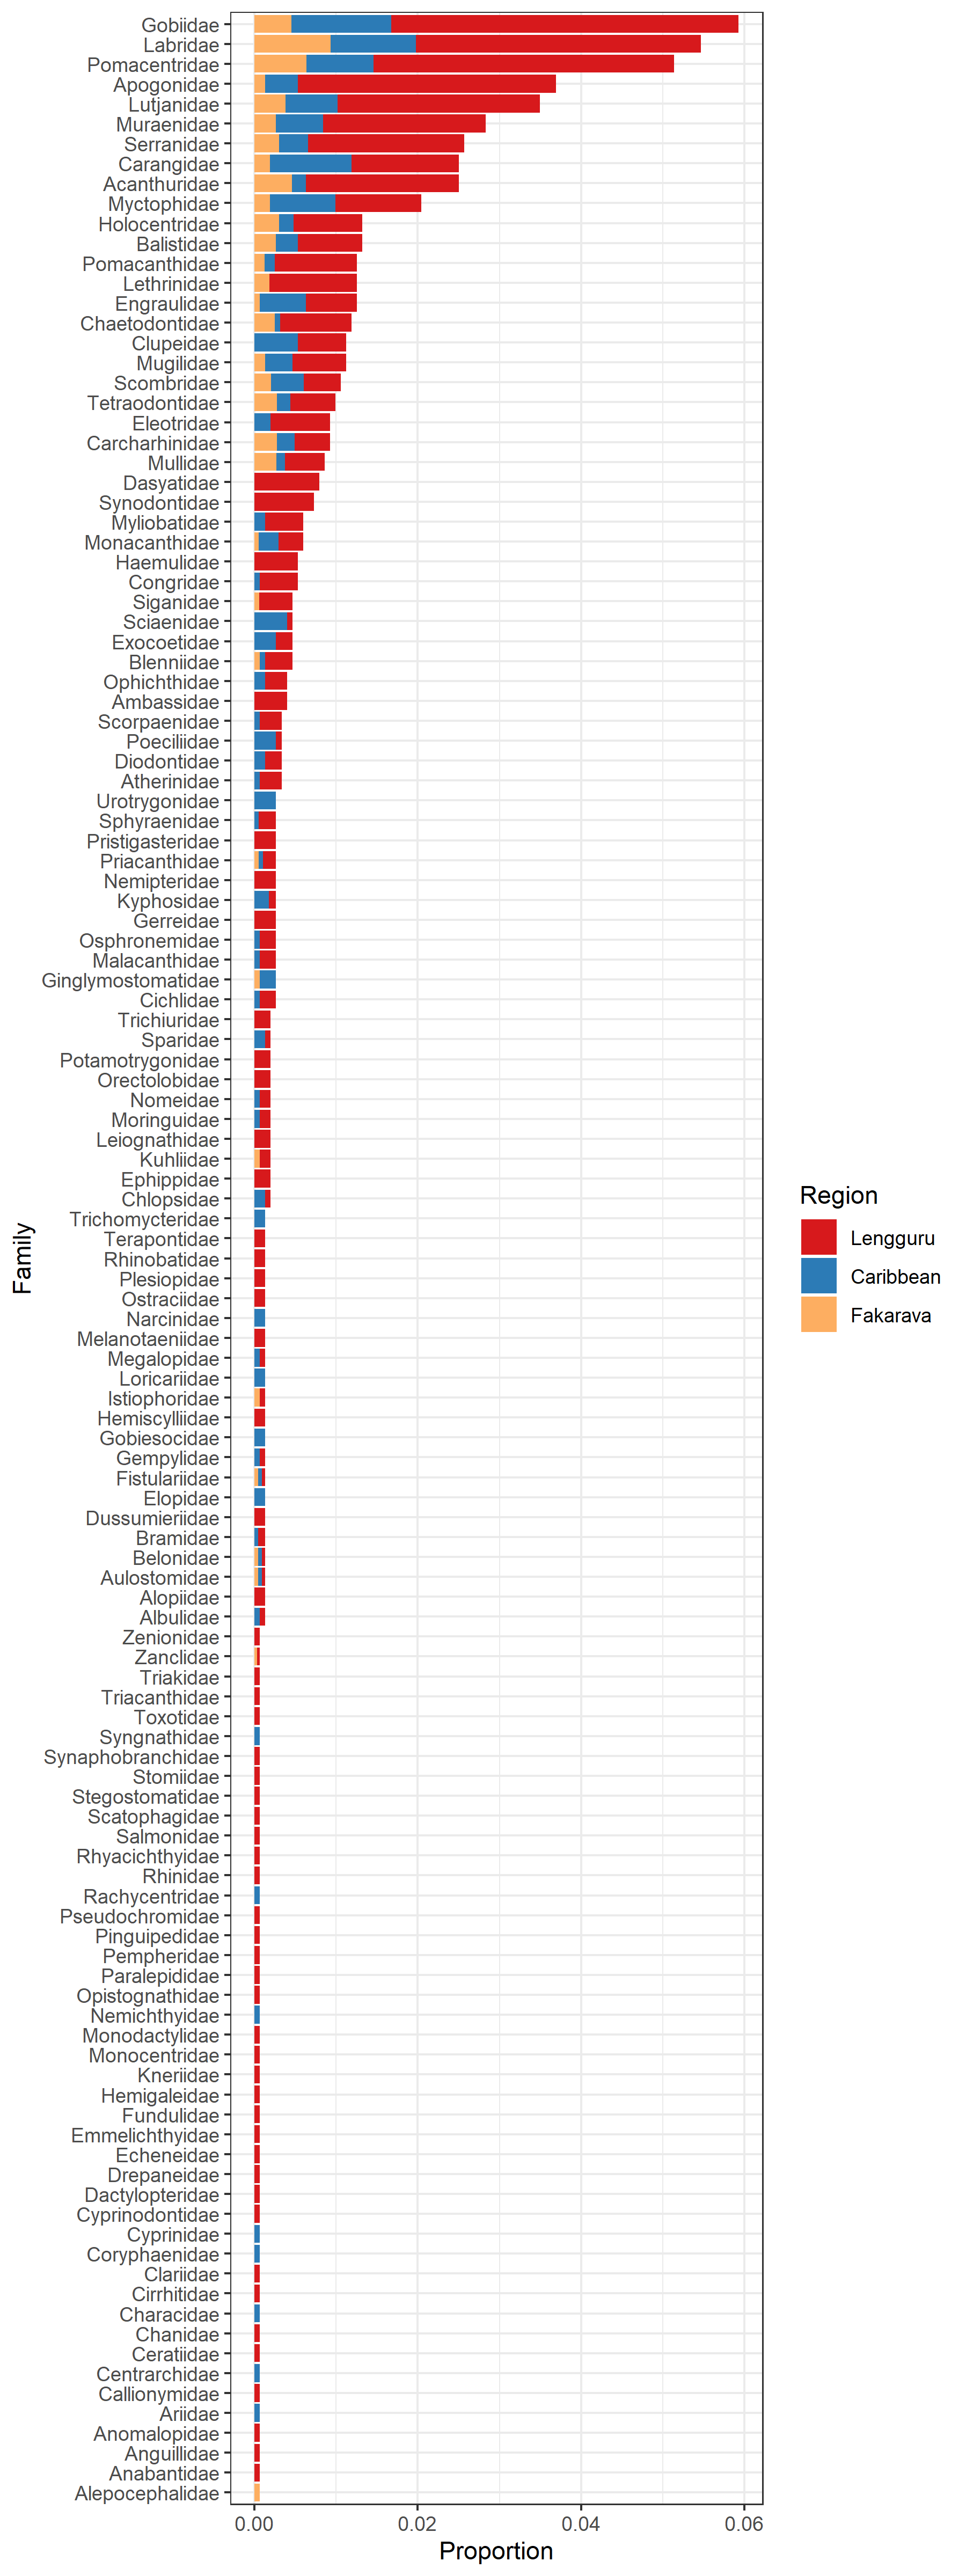 Gobiidae
Labridae
Pomacentridae
Apogonidae
Lutjanidae
Muraenidae
Serranidae
Carangidae
Acanthuridae
Myctophidae
Holocentridae
Balistidae
Pomacanthidae
Lethrinidae
Engraulidae
Chaetodontidae
Clupeidae
Mugilidae
Scombridae
Tetraodontidae
Eleotridae
Carcharhinidae
Mullidae
Dasyatidae
Synodontidae
Myliobatidae
Monacanthidae
Haemulidae
Congridae
Siganidae
Sciaenidae
Exocoetidae
Blenniidae
Ophichthidae
Ambassidae
Scorpaenidae
Poeciliidae
Diodontidae
Atherinidae
Urotrygonidae
Sphyraenidae
Pristigasteridae
Priacanthidae
Nemipteridae
Kyphosidae
Gerreidae
Osphronemidae
Malacanthidae
Ginglymostomatidae
Cichlidae
Trichiuridae
Sparidae
Potamotrygonidae
Orectolobidae
Nomeidae
Moringuidae
Leiognathidae
Kuhliidae
Ephippidae
Chlopsidae
Trichomycteridae
Terapontidae
Rhinobatidae
Plesiopidae
Ostraciidae
Narcinidae
Melanotaeniidae
Megalopidae
Loricariidae
Istiophoridae
Hemiscylliidae
Gobiesocidae
Gempylidae
Fistulariidae
Elopidae
Dussumieriidae
Bramidae
Belonidae
Aulostomidae
Alopiidae
Albulidae
Zenionidae
Zanclidae
Triakidae
Triacanthidae
Toxotidae
Syngnathidae
Synaphobranchidae
Stomiidae
Stegostomatidae
Scatophagidae
Salmonidae
Rhyacichthyidae
Rhinidae
Rachycentridae
Pseudochromidae
Pinguipedidae
Pempheridae
Paralepididae
Opistognathidae
Nemichthyidae
Monodactylidae
Monocentridae
Kneriidae
Hemigaleidae
Fundulidae
Emmelichthyidae
Echeneidae
Drepaneidae
Dactylopteridae
Cyprinodontidae
Cyprinidae
Coryphaenidae
Clariidae
Cirrhitidae
Characidae
Chanidae
Ceratiidae
Centrarchidae
Callionymidae
Ariidae
Anomalopidae
Anguillidae
Anabantidae
Alepocephalidae
0.00 0.02 0.04 0.06
Proportion
Family
Region
Lengguru
Caribbean
Fakarava